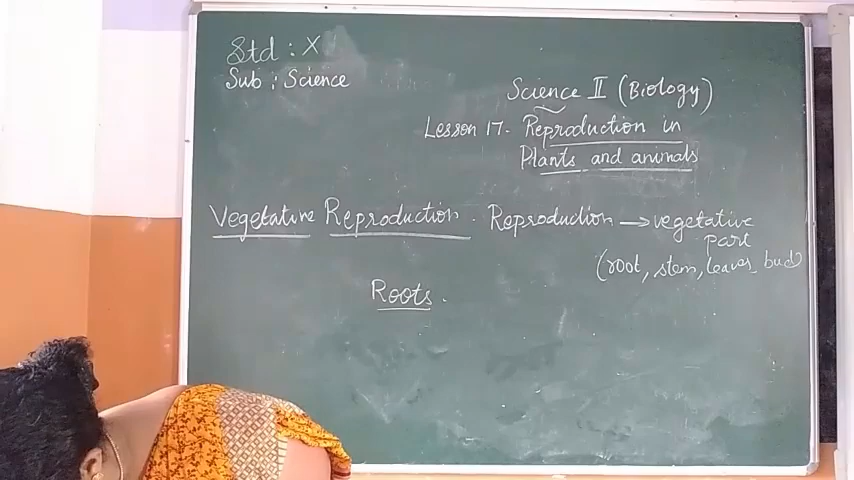 Std : X
Sub : Science
Science II (Biology)
Lesson 17. Reproduction in
Plants and animals
Vegetative Reproduction. Reproduction → vegetative
part
(root, stem, leaves, bud)
Roots.